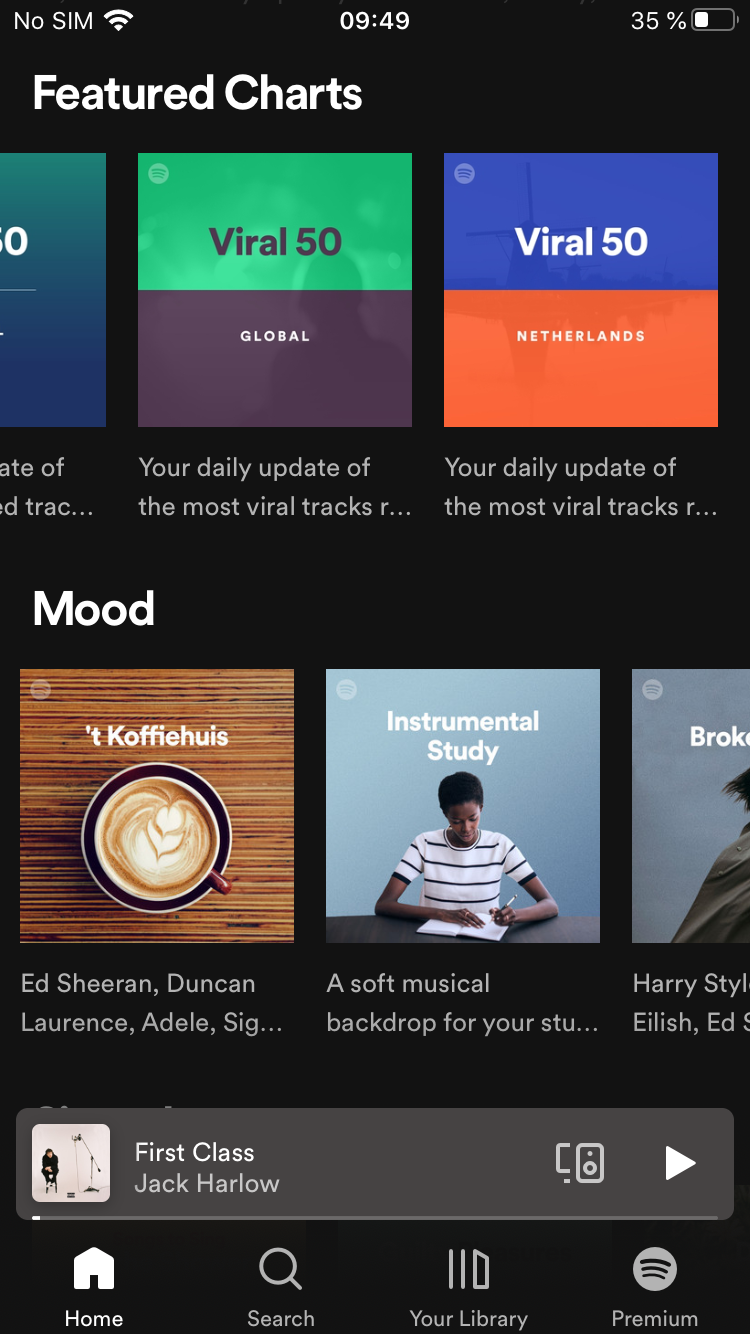 No SIM 09:49 35 %
Featured Charts
50
Viral 50
GLOBAL
Viral 50
NETHERLANDS
ate of
ed trac...
Your daily update of
the most viral tracks r...
Your daily update of
the most viral tracks r...
Mood
't Koffiehuis
Instrumental
Study
Broke
Ed Sheeran, Duncan
Laurence, Adele, Sig...
A soft musical
backdrop for your stu...
Harry Styl
Eilish, Ed S
First Class
Jack Harlow
Home
Search
Your Library
Premium